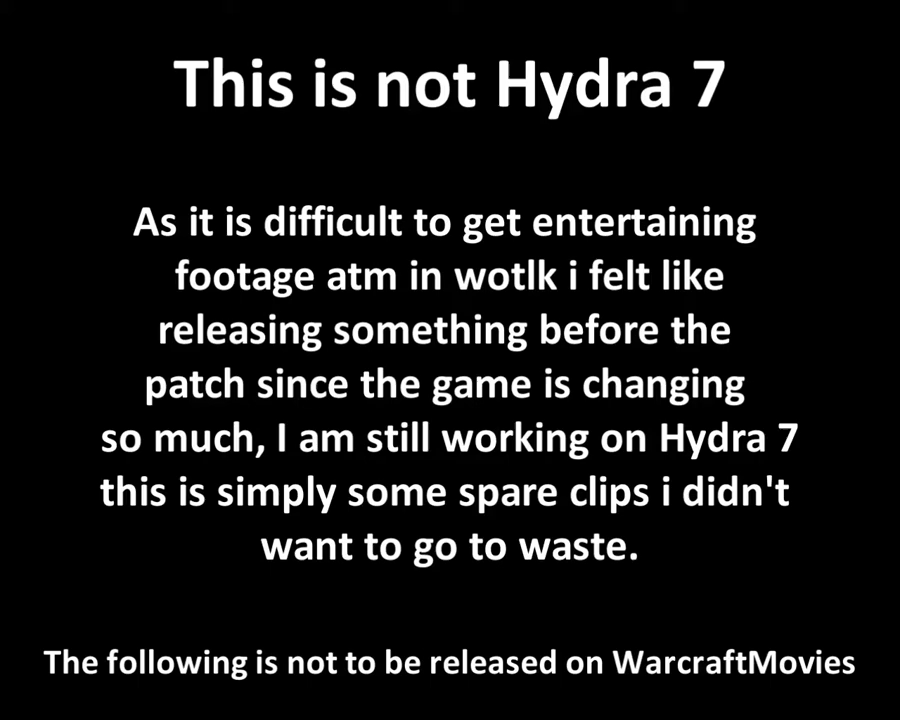 This is not Hydra 7
As it is difficult to get entertaining
footage atm in wotlk i felt like
releasing something before the
patch since the game is changing
so much, I am still working on Hydra 7
this is simply some spare clips i didn't
want to go to waste.
The following is not to be released on WarcraftMovies